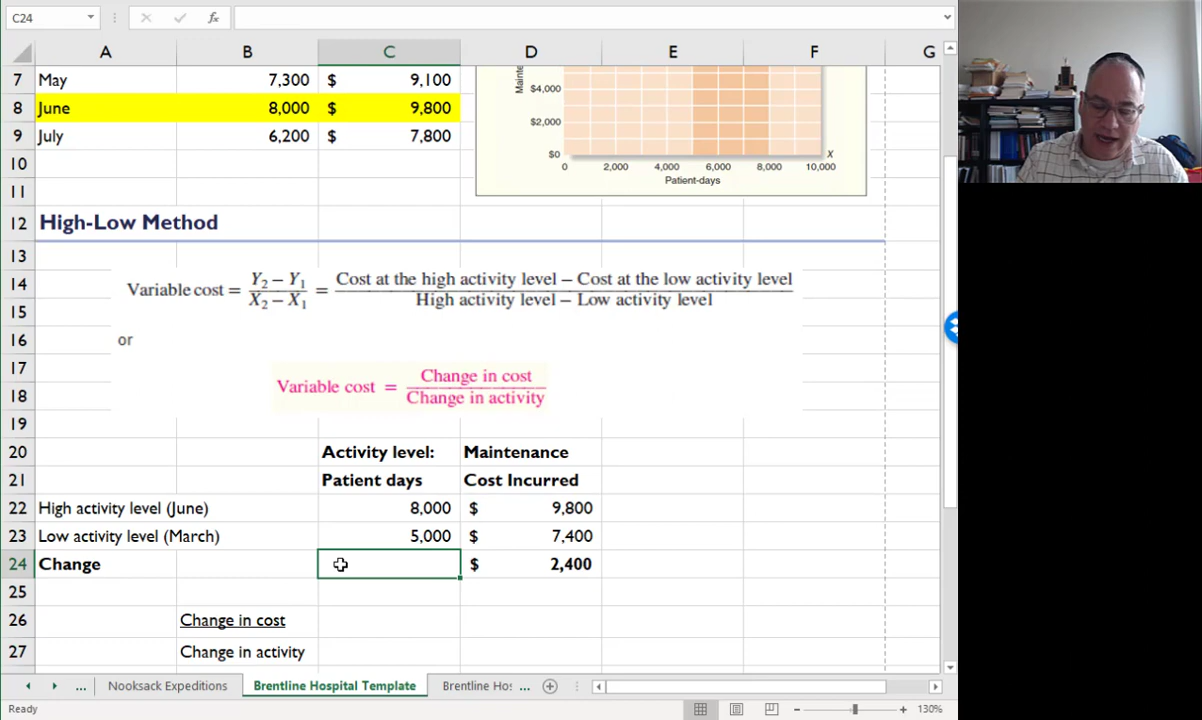 C24
fx
A B C D E F G
7 May 7,300 $ 9,100
8 June 8,000 $ 9,800
9 July 6,200 $ 7,800
Mainte
$4,000
$2,000
$0
0 2,000 4,000 6,000 8,000 10,000 X
Patient-days
10
11
12 High-Low Method
13
14 Variable cost = Y2 − Y1 / X2 − X1 = Cost at the high activity level − Cost at the low activity level / High activity level − Low activity level
15
16 or
17 Variable cost = Change in cost
18 Change in activity
19
20 Activity level: Maintenance
21 Patient days Cost Incurred
22 High activity level (June) 8,000 $ 9,800
23 Low activity level (March) 5,000 $ 7,400
24 Change $ 2,400
25
26 Change in cost
27 Change in activity
... Nooksack Expeditions Brentline Hospital Template Brentline Hos ...
Ready 130%